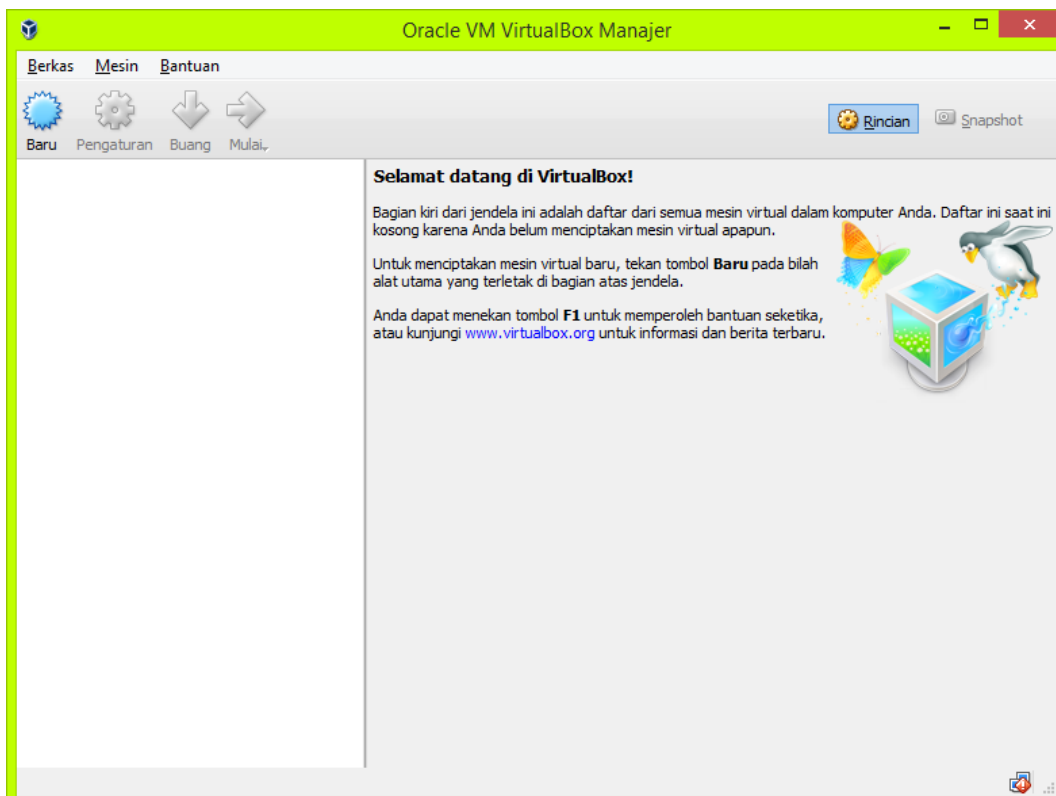 Oracle VM VirtualBox Manajer
Berkas Mesin Bantuan
Baru Pengaturan Buang Mulai
Rincian Snapshot
Selamat datang di VirtualBox!
Bagian kiri dari jendela ini adalah daftar dari semua mesin virtual dalam komputer Anda. Daftar ini saat ini
kosong karena Anda belum menciptakan mesin virtual apapun.
Untuk menciptakan mesin virtual baru, tekan tombol Baru pada bilah
alat utama yang terletak di bagian atas jendela.
Anda dapat menekan tombol F1 untuk memperoleh bantuan seketika,
atau kunjungi www.virtualbox.org untuk informasi dan berita terbaru.